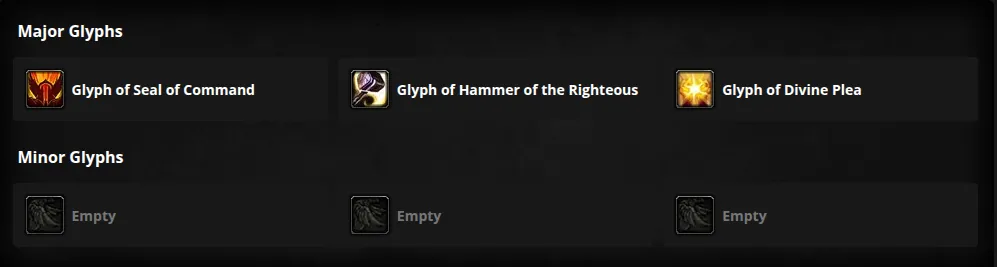 Major Glyphs
Glyph of Seal of Command Glyph of Hammer of the Righteous Glyph of Divine Plea
Minor Glyphs
Empty Empty Empty